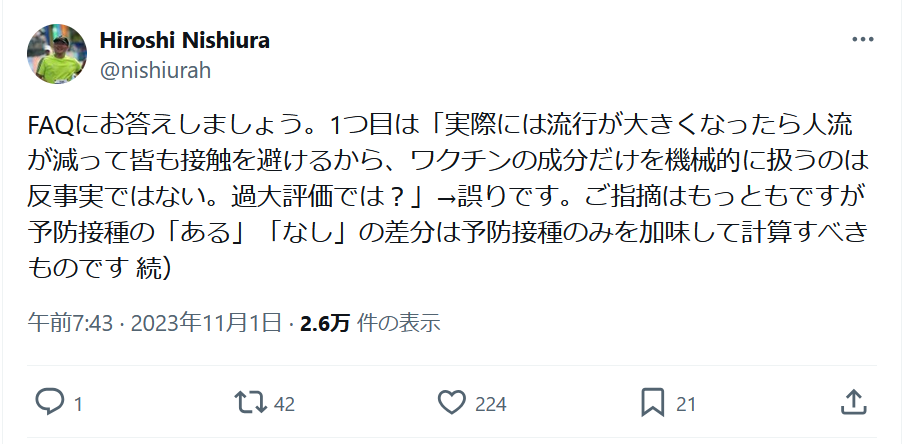 Hiroshi Nishiura
@nishiurah
FAQにお答えしましょう。1つ目は「実際には流行が大きくなったら人流
が減って皆も接触を避けるから、ワクチンの成分だけを機械的に扱うのは
反事実ではない。過大評価では？」→誤りです。ご指摘はもっともですが
予防接種の「ある」「なし」の差分は予防接種のみを加味して計算すべき
ものです 続）
午前7:43 · 2023年11月1日 · 2.6万 件の表示
1 42 224 21